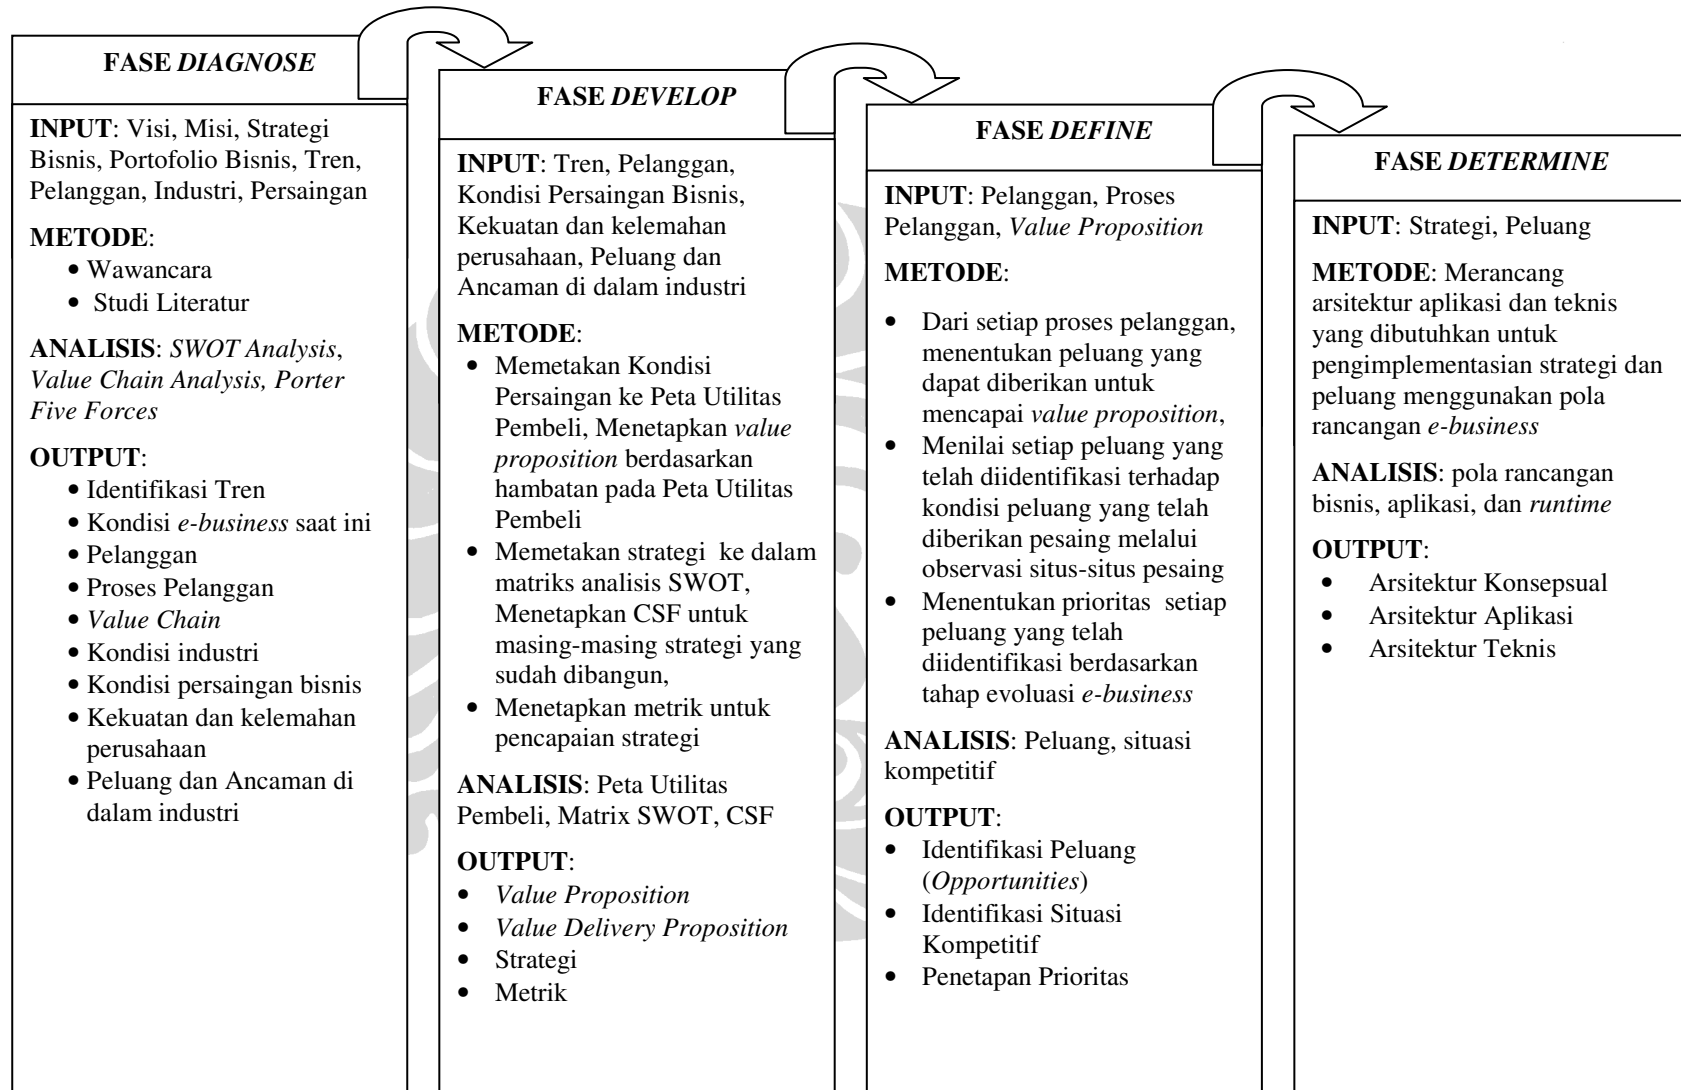 FASE DIAGNOSE
INPUT: Visi, Misi, Strategi
Bisnis, Portofolio Bisnis, Tren,
Pelanggan, Industri, Persaingan
METODE:
• Wawancara
• Studi Literatur
ANALISIS: SWOT Analysis,
Value Chain Analysis, Porter
Five Forces
OUTPUT:
• Identifikasi Tren
• Kondisi e-business saat ini
• Pelanggan
• Proses Pelanggan
• Value Chain
• Kondisi industri
• Kondisi persaingan bisnis
• Kekuatan dan kelemahan
perusahaan
• Peluang dan Ancaman di
dalam industri
FASE DEVELOP
INPUT: Tren, Pelanggan,
Kondisi Persaingan Bisnis,
Kekuatan dan kelemahan
perusahaan, Peluang dan
Ancaman di dalam industri
METODE:
• Memetakan Kondisi
Persaingan ke Peta Utilitas
Pembeli, Menetapkan value
proposition berdasarkan
hambatan pada Peta Utilitas
Pembeli
• Memetakan strategi ke dalam
matriks analisis SWOT,
Menetapkan CSF untuk
masing-masing strategi yang
sudah dibangun,
• Menetapkan metrik untuk
pencapaian strategi
ANALISIS: Peta Utilitas
Pembeli, Matrix SWOT, CSF
OUTPUT:
• Value Proposition
• Value Delivery Proposition
• Strategi
• Metrik
FASE DEFINE
INPUT: Pelanggan, Proses
Pelanggan, Value Proposition
METODE:
• Dari setiap proses pelanggan,
menentukan peluang yang
dapat diberikan untuk
mencapai value proposition,
• Menilai setiap peluang yang
telah diidentifikasi terhadap
kondisi peluang yang telah
diberikan pesaing melalui
observasi situs-situs pesaing
• Menentukan prioritas setiap
peluang yang telah
diidentifikasi berdasarkan
tahap evoluasi e-business
ANALISIS: Peluang, situasi
kompetitif
OUTPUT:
• Identifikasi Peluang
(Opportunities)
• Identifikasi Situasi
Kompetitif
• Penetapan Prioritas
FASE DETERMINE
INPUT: Strategi, Peluang
METODE: Merancang
arsitektur aplikasi dan teknis
yang dibutuhkan untuk
pengimplementasian strategi dan
peluang menggunakan pola
rancangan e-business
ANALISIS: pola rancangan
bisnis, aplikasi, dan runtime
OUTPUT:
• Arsitektur Konsepsual
• Arsitektur Aplikasi
• Arsitektur Teknis